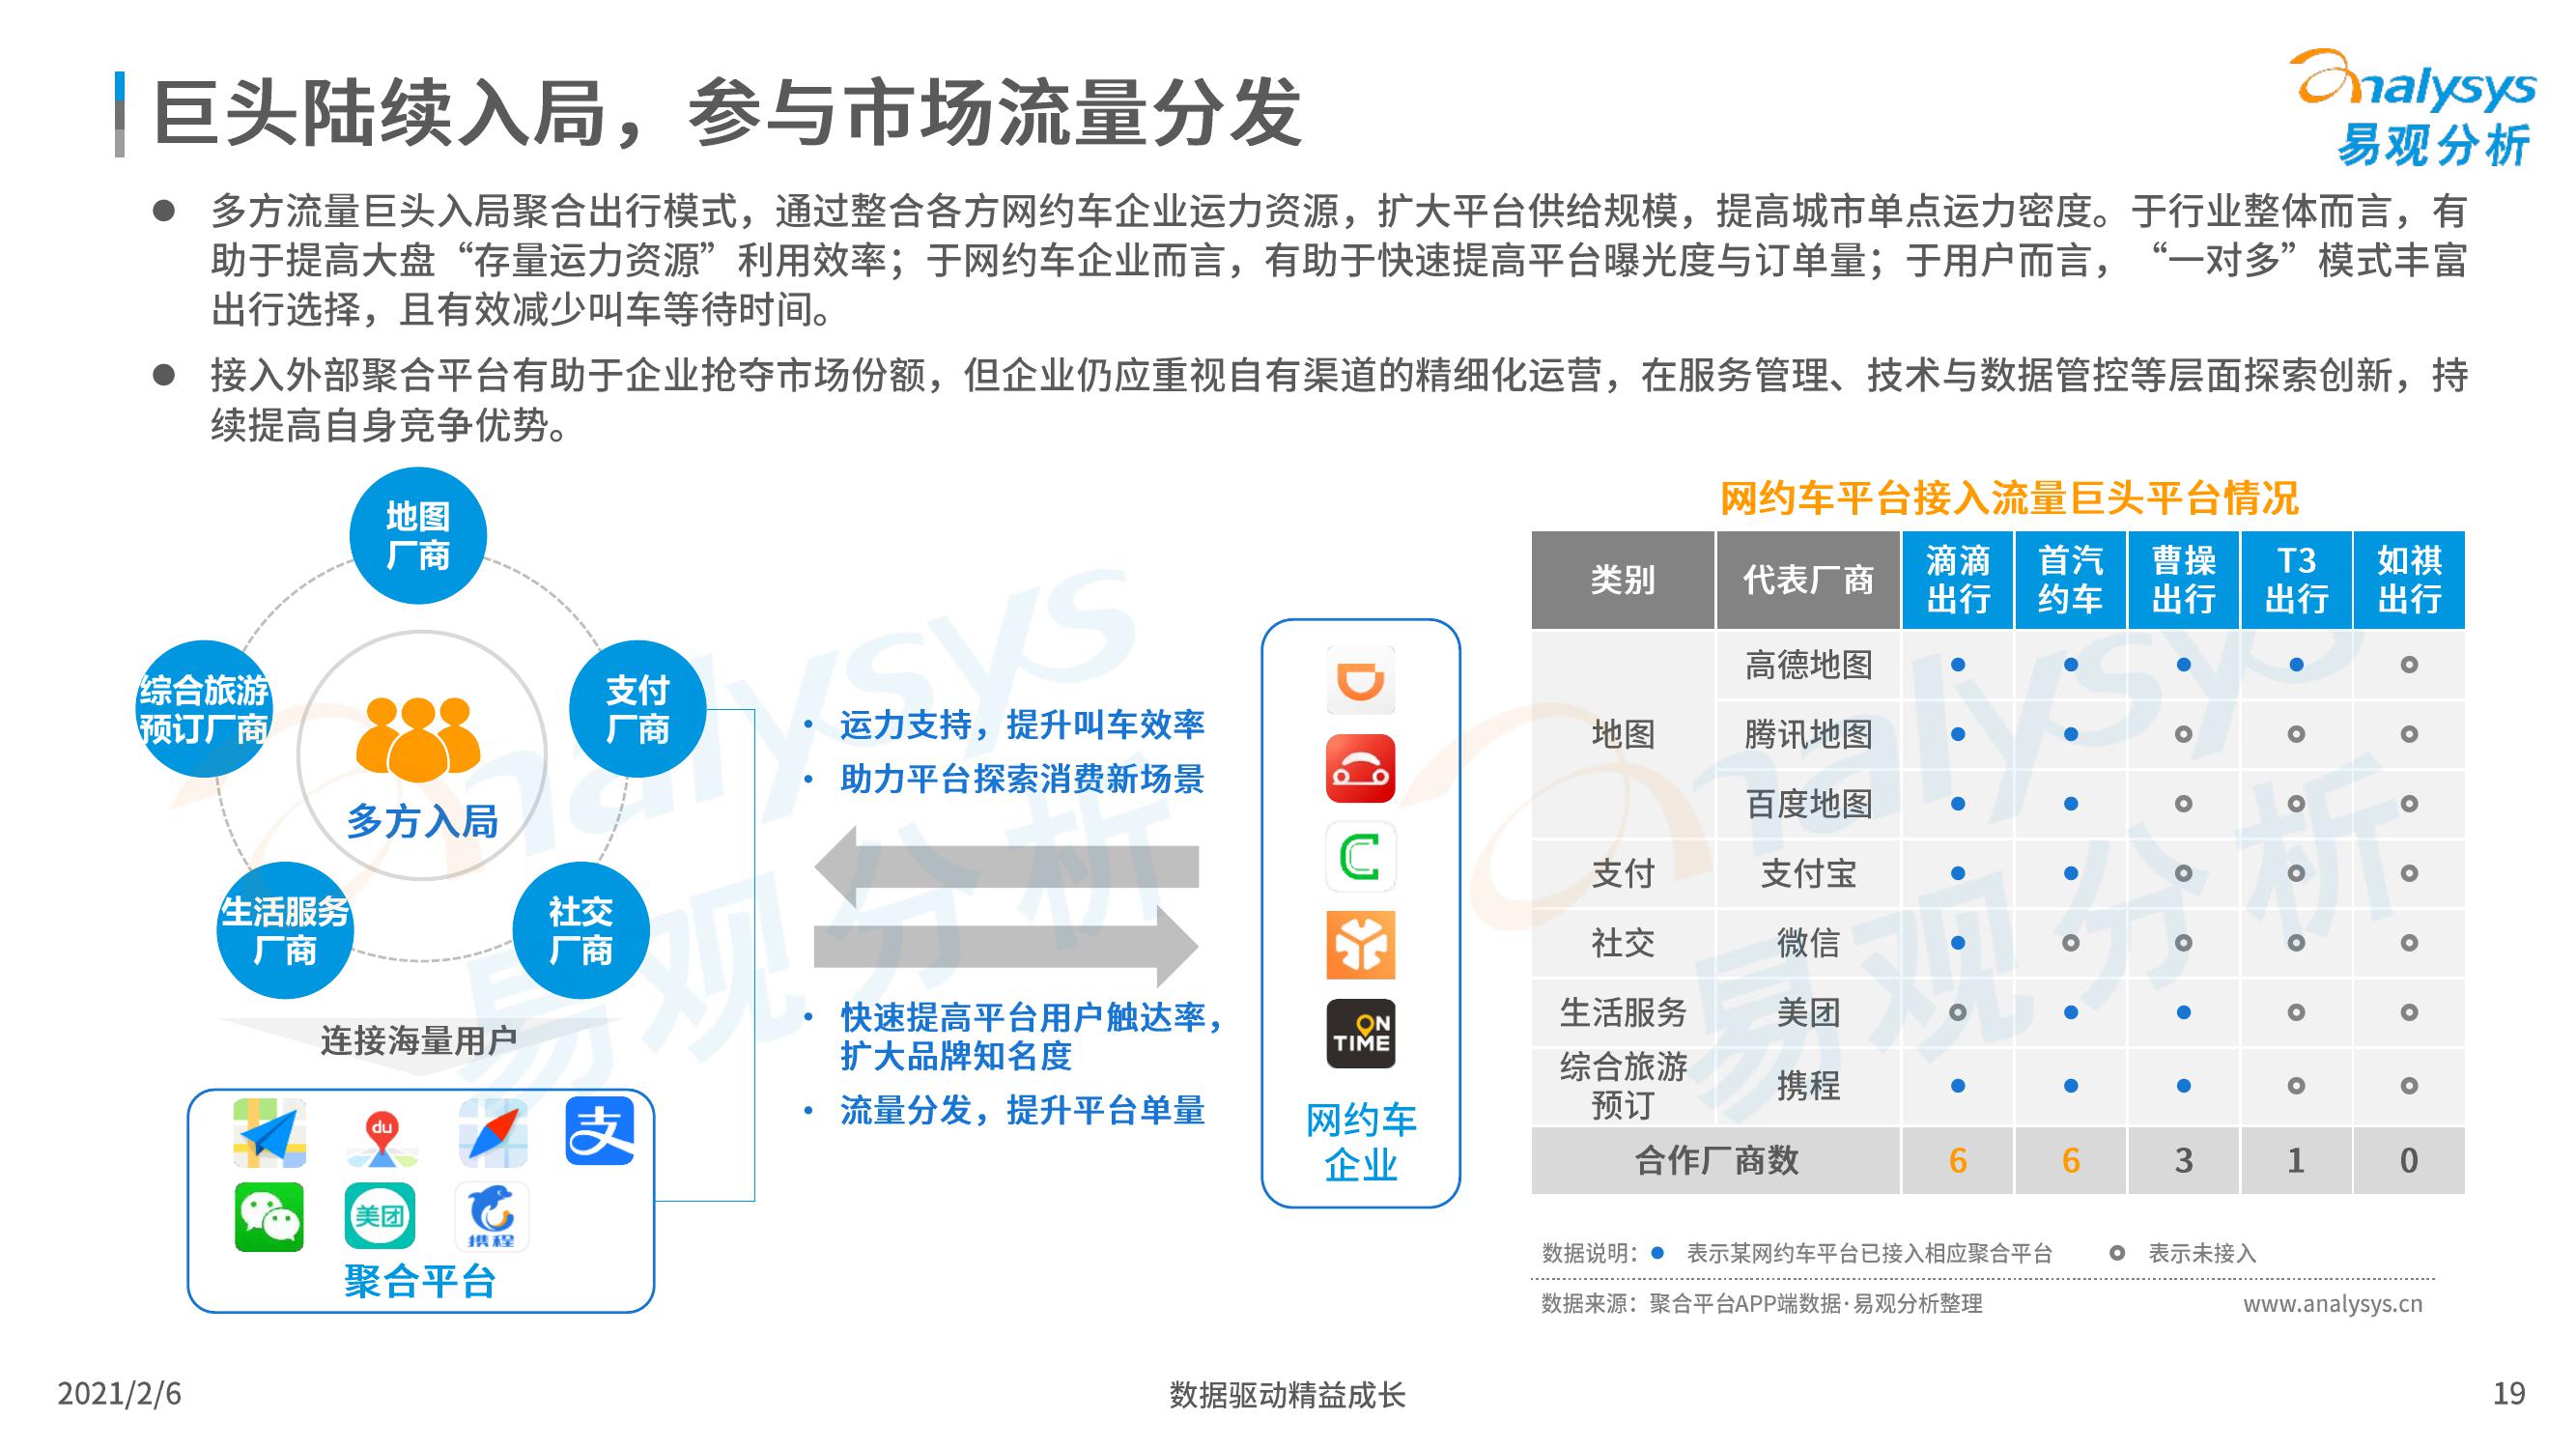 巨头陆续入局，参与市场流量分发
analysys
易观分析
● 多方流量巨头入局聚合出行模式，通过整合各方网约车企业运力资源，扩大平台供给规模，提高城市单点运力密度。于行业整体而言，有
助于提高大盘“存量运力资源”利用效率；于网约车企业而言，有助于快速提高平台曝光度与订单量；于用户而言，“一对多”模式丰富
出行选择，且有效减少叫车等待时间。
● 接入外部聚合平台有助于企业抢夺市场份额，但企业仍应重视自有渠道的精细化运营，在服务管理、技术与数据管控等层面探索创新，持
续提高自身竞争优势。
地图
厂商
综合旅游
预订厂商
支付
厂商
多方入局
生活服务
厂商
社交
厂商
连接海量用户
du
支
美团
携程
聚合平台
• 运力支持，提升叫车效率
• 助力平台探索消费新场景
• 快速提高平台用户触达率，
扩大品牌知名度
• 流量分发，提升平台单量
ON
TIME
网约车
企业
网约车平台接入流量巨头平台情况
类别 代表厂商 滴滴出行 首汽约车 曹操出行 T3出行 如祺出行
地图 高德地图 ● ● ● ● ○
腾讯地图 ● ● ○ ○ ○
百度地图 ● ● ○ ○ ○
支付 支付宝 ● ● ○ ○ ○
社交 微信 ● ○ ○ ○ ○
生活服务 美团 ○ ● ● ○ ○
综合旅游预订 携程 ● ● ● ○ ○
合作厂商数 6 6 3 1 0
数据说明：● 表示某网约车平台已接入相应聚合平台 ○ 表示未接入
数据来源：聚合平台APP端数据·易观分析整理 www.analysys.cn
2021/2/6 数据驱动精益成长 19
analysys
易观分析
analysys
易观分析